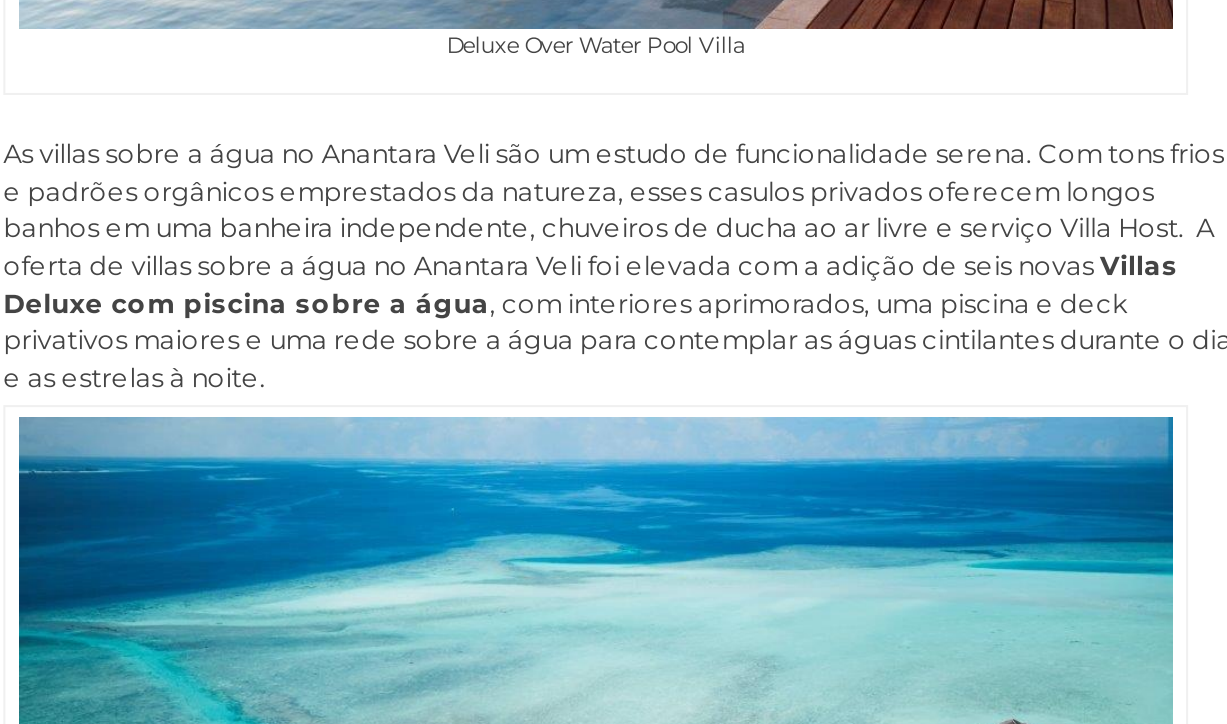 Deluxe Over Water Pool Villa
As villas sobre a água no Anantara Veli são um estudo de funcionalidade serena. Com tons frios
e padrões orgânicos emprestados da natureza, esses casulos privados oferecem longos
banhos em uma banheira independente, chuveiros de ducha ao ar livre e serviço Villa Host. A
oferta de villas sobre a água no Anantara Veli foi elevada com a adição de seis novas Villas
Deluxe com piscina sobre a água, com interiores aprimorados, uma piscina e deck
privativos maiores e uma rede sobre a água para contemplar as águas cintilantes durante o dia
e as estrelas à noite.